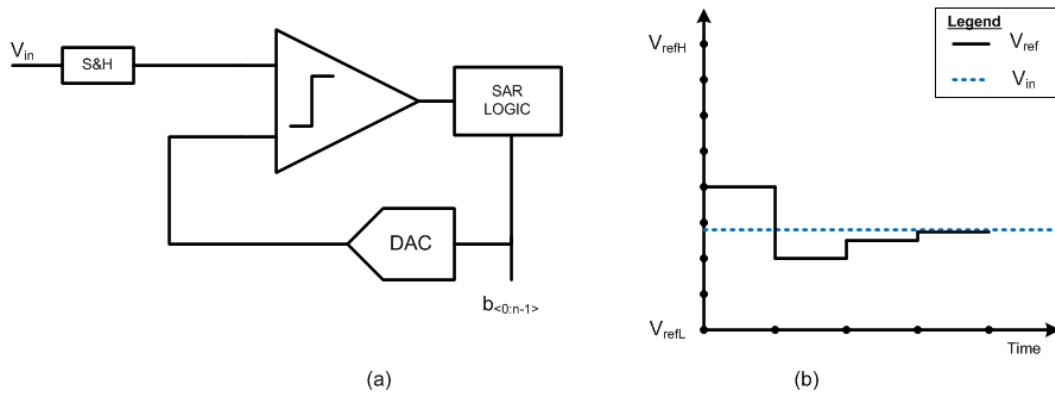 V_in
S&H
SAR
LOGIC
DAC
b<0:n-1>
(a)
V_refH
V_refL
Time
Legend
V_ref
V_in
(b)